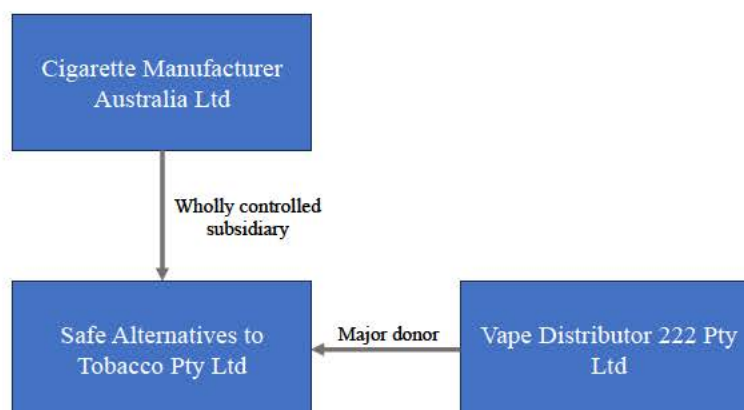 Cigarette Manufacturer
Australia Ltd
Wholly controlled
subsidiary
Safe Alternatives to
Tobacco Pty Ltd
Major donor
Vape Distributor 222 Pty
Ltd